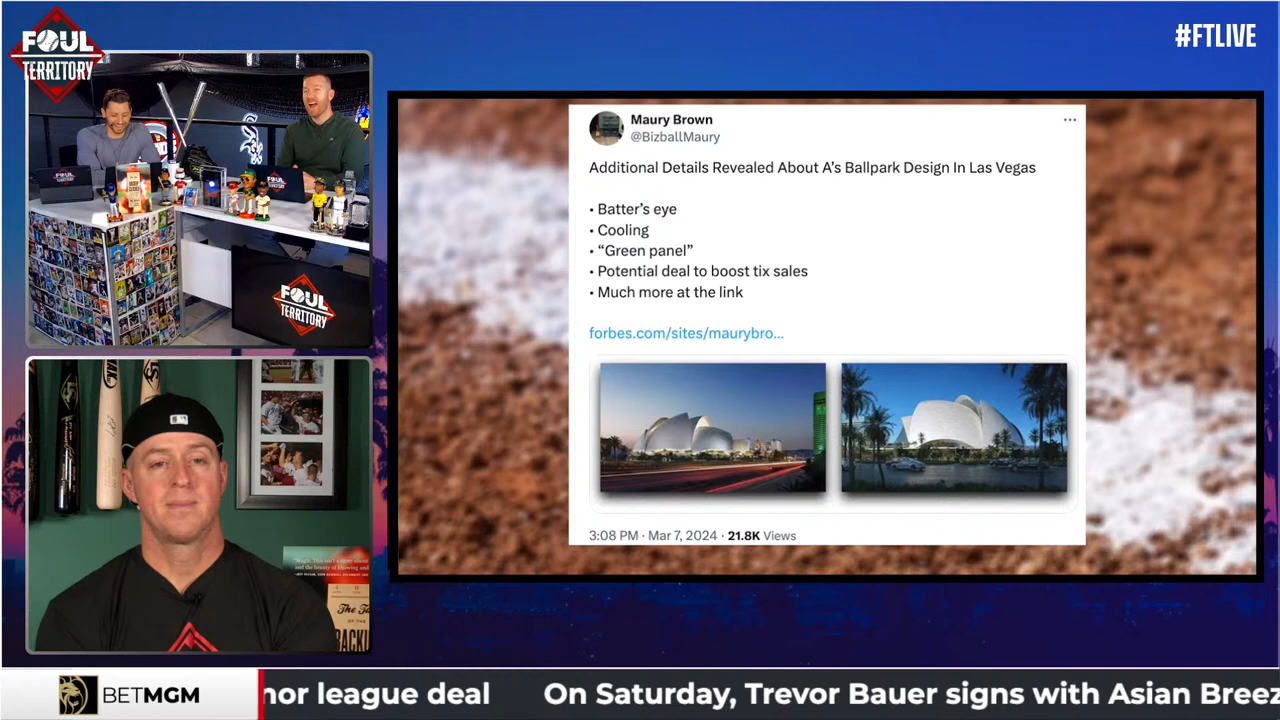 FOUL
TERRITORY
#FTLIVE
Maury Brown
@BizballMaury
Additional Details Revealed About A's Ballpark Design In Las Vegas
• Batter's eye
• Cooling
• “Green panel”
• Potential deal to boost tix sales
• Much more at the link
forbes.com/sites/maurybro...
3:08 PM · Mar 7, 2024 · 21.8K Views
FOUL
TERRITORY
The
BACKU
BETMGM
nor league deal
On Saturday, Trevor Bauer signs with Asian Breez